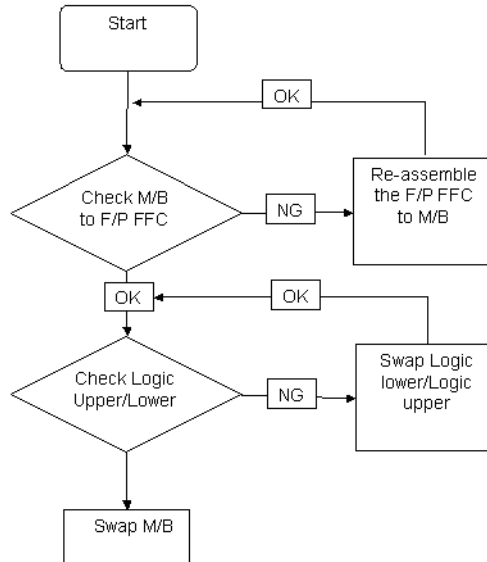 Start
OK
Check M/B
to F/P FFC
NG
Re-assemble
the F/P FFC
to M/B
OK
OK
Check Logic
Upper/Lower
NG
Swap Logic
lower/Logic
upper
Swap M/B